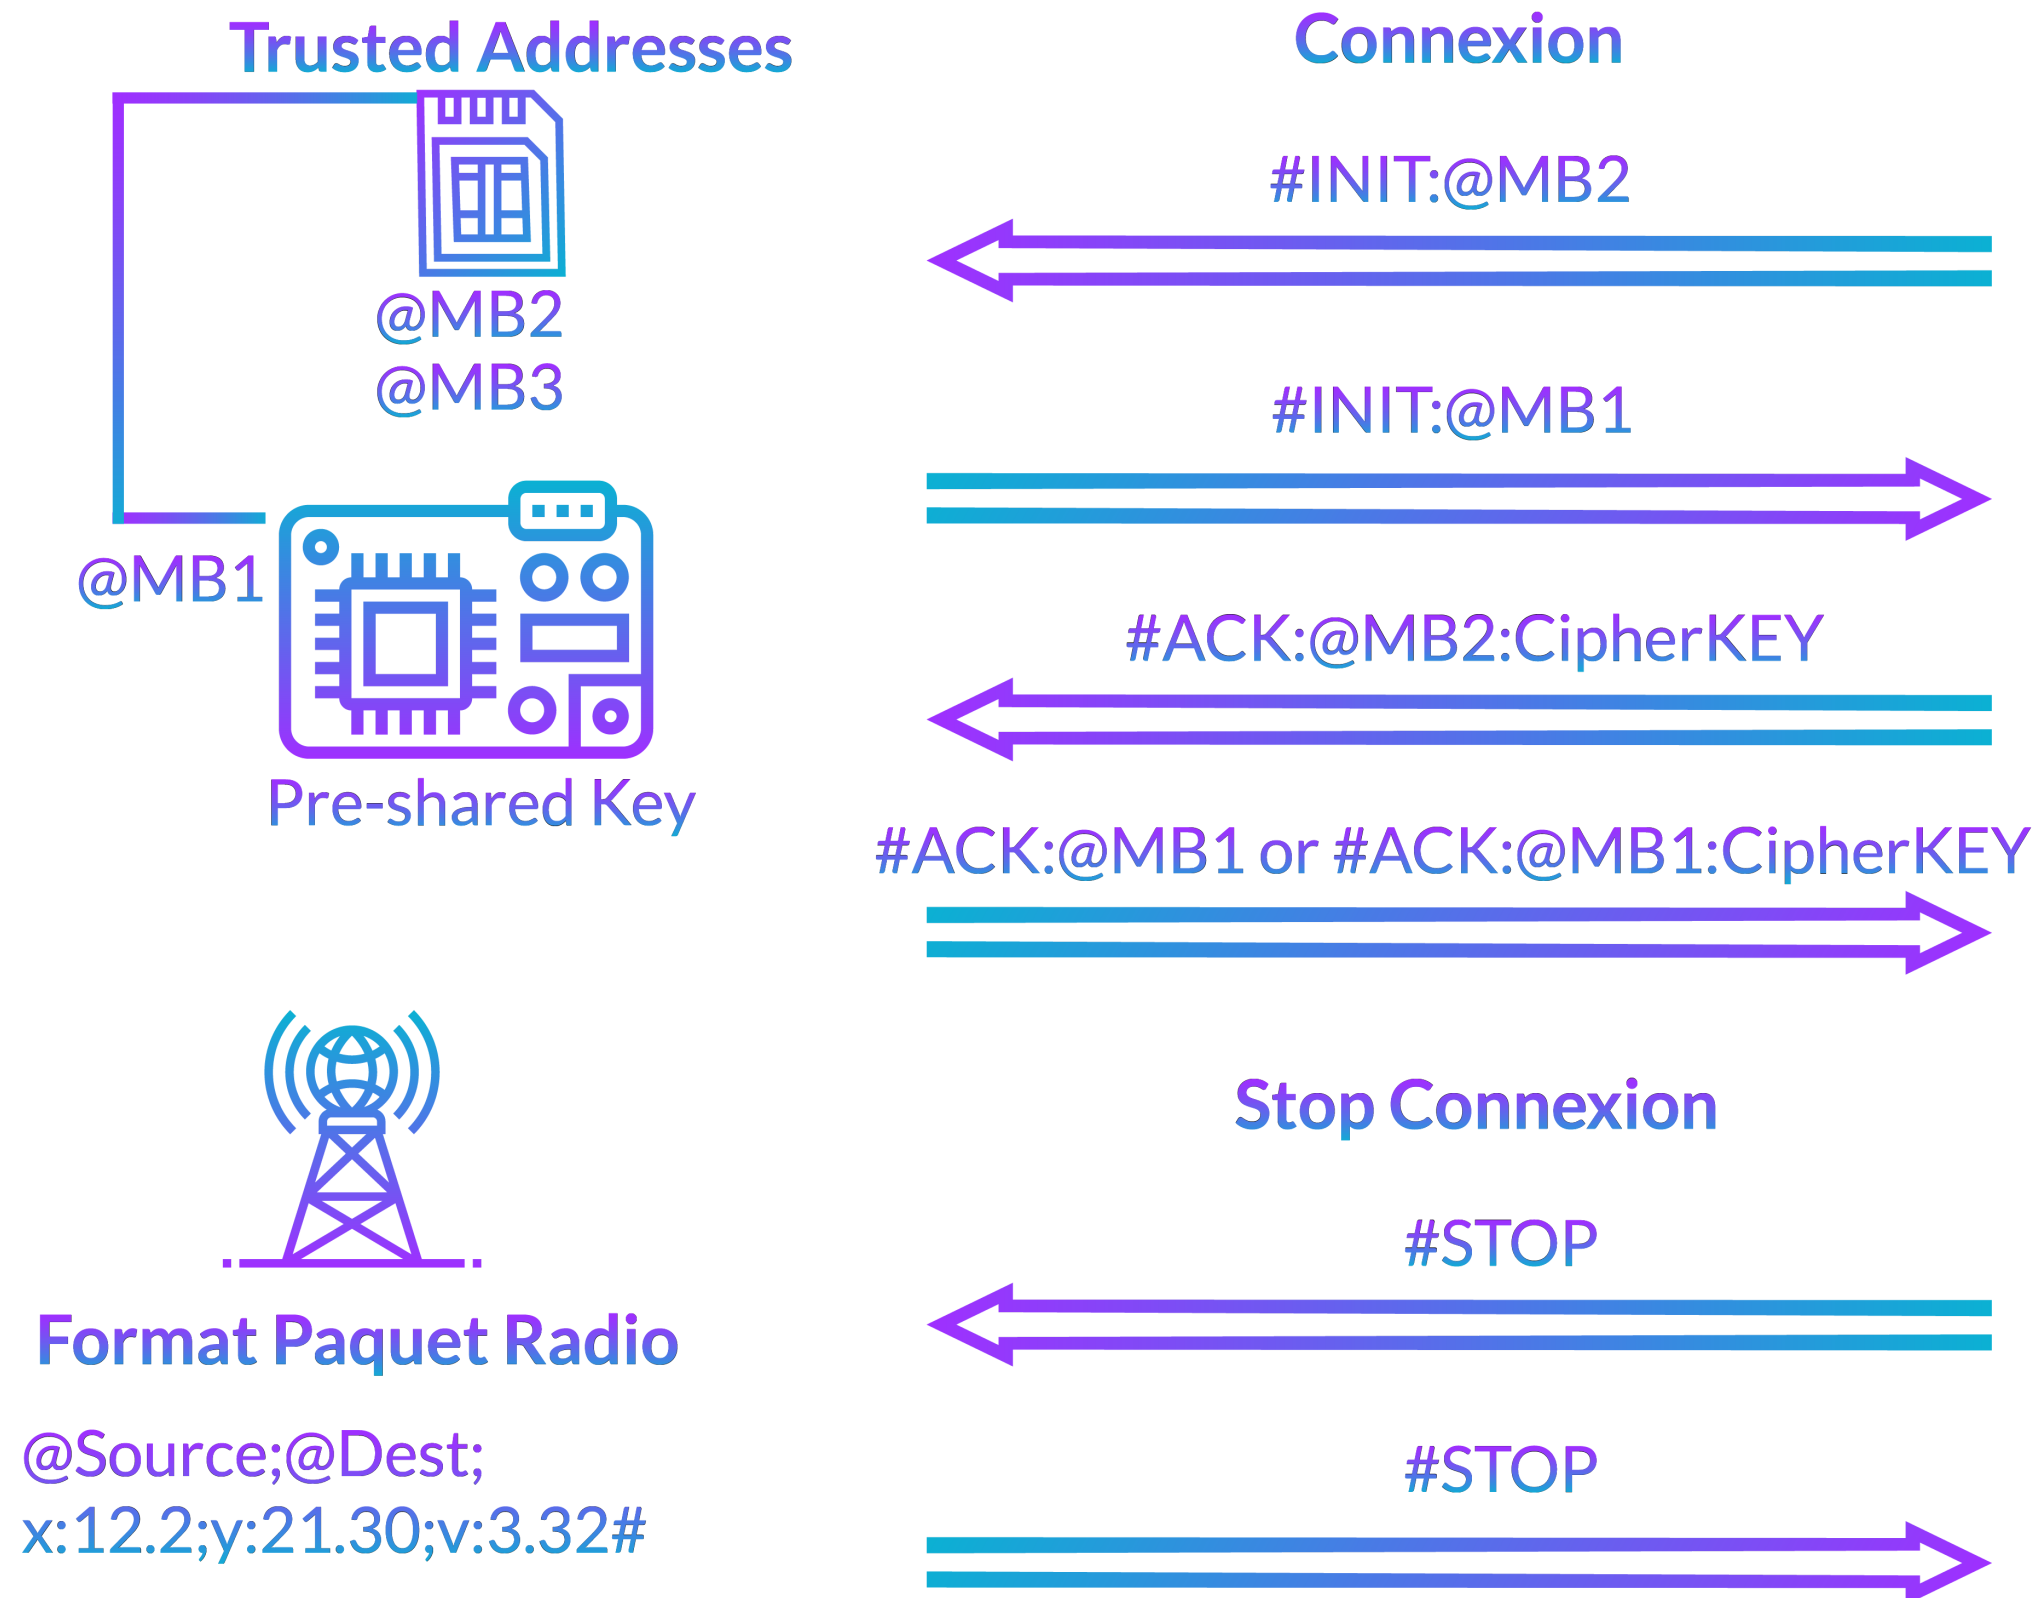 Trusted Addresses
@MB2
@MB3
@MB1
Pre-shared Key
Format Paquet Radio
@Source;@Dest;
x:12.2;y:21.30;v:3.32#
Connexion
#INIT:@MB2
#INIT:@MB1
#ACK:@MB2:CipherKEY
#ACK:@MB1 or #ACK:@MB1:CipherKEY
Stop Connexion
#STOP
#STOP